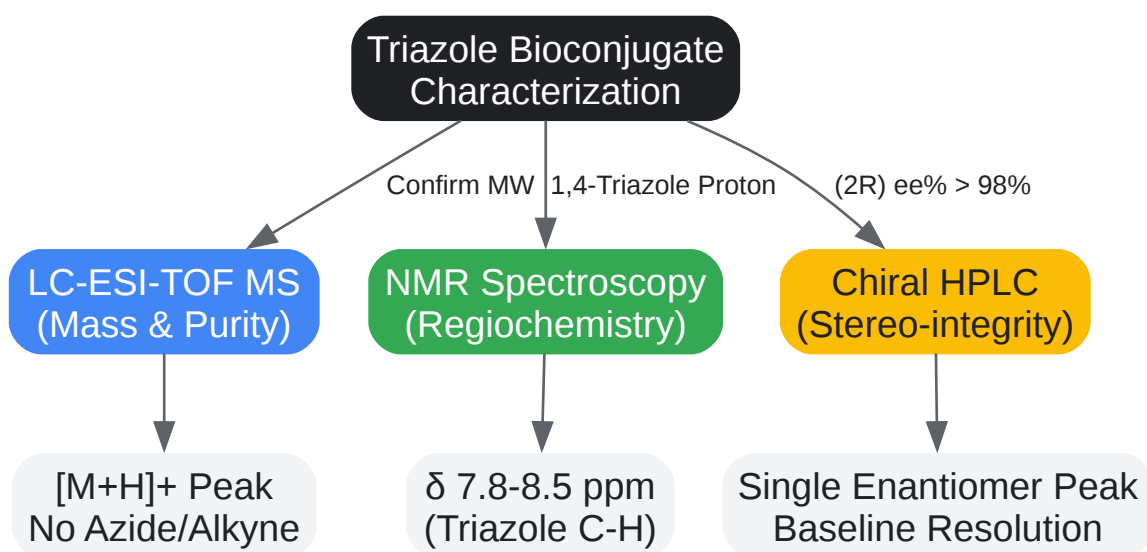 Triazole Bioconjugate
Characterization
Confirm MW
1,4-Triazole Proton
(2R) ee% > 98%
LC-ESI-TOF MS
(Mass & Purity)
NMR Spectroscopy
(Regiochemistry)
Chiral HPLC
(Stereo-integrity)
[M+H]+ Peak
No Azide/Alkyne
δ 7.8-8.5 ppm
(Triazole C-H)
Single Enantiomer Peak
Baseline Resolution